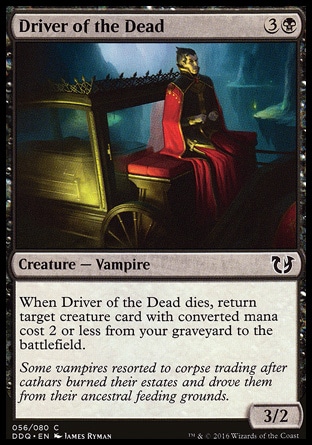 Driver of the Dead 3
Creature — Vampire
When Driver of the Dead dies, return
target creature card with converted mana
cost 2 or less from your graveyard to the
battlefield.
Some vampires resorted to corpse trading after
cathars burned their estates and drove them
from their ancestral feeding grounds.
3/2
056/080 C
DDQ • EN JAMES RYMAN
™ & © 2016 Wizards of the Coast